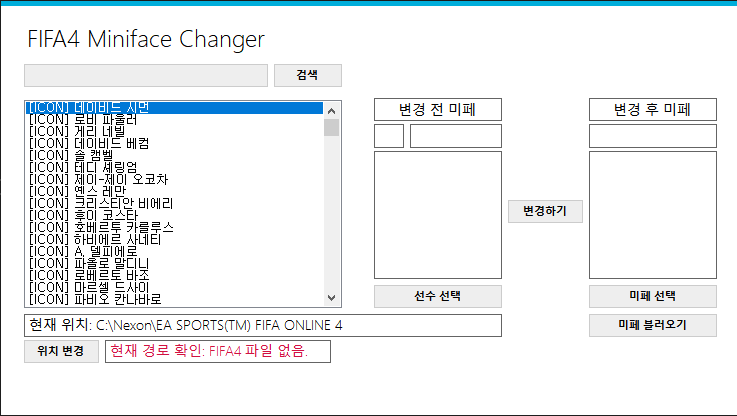 FIFA4 Miniface Changer
검색
[ICON] 데이비드 시먼
[ICON] 로비 파울러
[ICON] 게리 네빌
[ICON] 데이비드 베컴
[ICON] 솔 캠벨
[ICON] 테디 셰링엄
[ICON] 제이-제이 오코차
[ICON] 옌스 레만
[ICON] 크리스티안 비에리
[ICON] 후이 코스타
[ICON] 호베르투 카를루스
[ICON] 하비에르 사네티
[ICON] A. 델피에로
[ICON] 파올로 말디니
[ICON] 로베르토 바조
[ICON] 마르셀 드사이
[ICON] 파비오 칸나바로
변경 전 미페
변경 후 미페
변경하기
선수 선택
미페 선택
현재 위치: C:\Nexon\EA SPORTS(TM) FIFA ONLINE 4
미페 불러오기
위치 변경
현재 경로 확인: FIFA4 파일 없음.